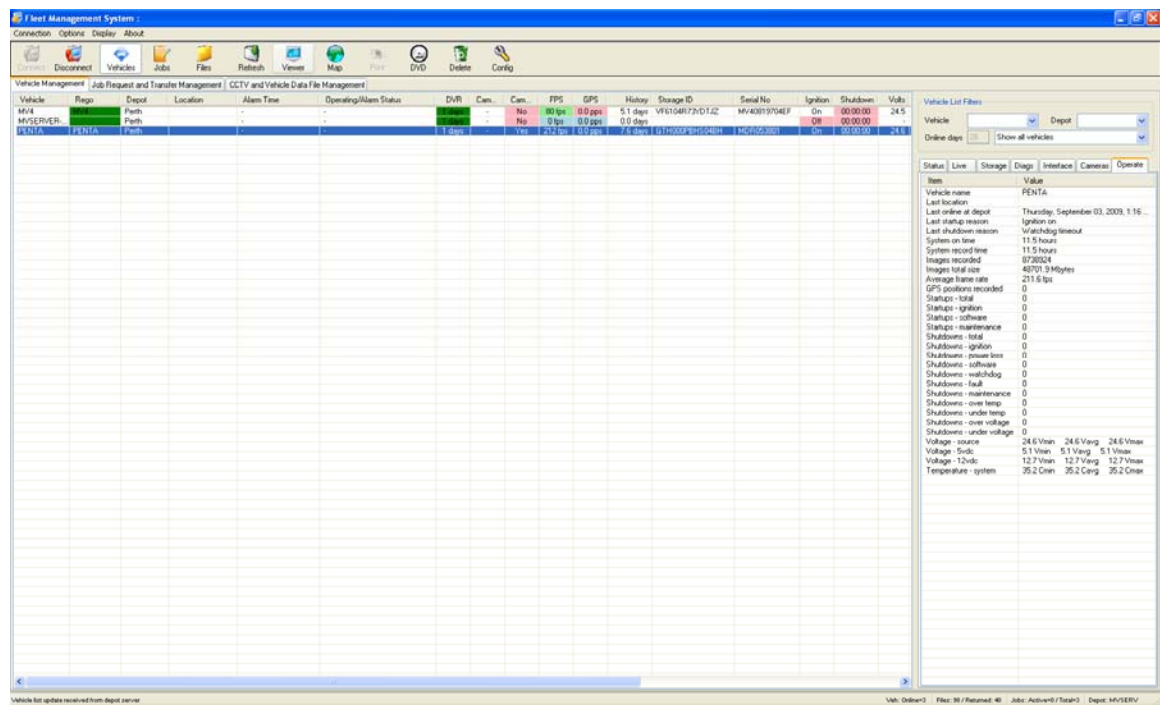 Fleet Management System :
Connection Options Display About
Connect Disconnect Vehicles Jobs Files Refresh Viewer Map Print DVD Delete Config
Vehicle Management Job Request and Transfer Management CCTV and Vehicle Data File Management
Vehicle Rego Depot Location Alarm Time Operating/Alarm Status DVR Cam... Cam... FPS GPS History Storage ID Serial No Ignition Shutdown Volts
MV4 MV4 Perth - - 1 days - No 80 fps 0.0 pps 5.1 days VF6104R73VDTJZ MV40819704EF On 00:00:00 24.5
MVSERVER-... Perth - - 1 days - No 0 fps 0.0 pps 0.0 days Off 00:00:00 -
PENTA PENTA Perth - - 1 days - Yes 212 fps 0.0 pps 7.6 days MDR053801 On 00:00:00 24.6
Vehicle List Filters
Vehicle Depot
Online days Show all vehicles
Status Live Storage Diags Interface Cameras Operate
Item Value
Vehicle name PENTA
Last location
Last online at depot Thursday, September 03, 2009, 1:16 ...
Last startup reason Ignition on
Last shutdown reason Watchdog timeout
System on time 11.5 hours
System record time 11.5 hours
Images recorded 8738924
Images total size 48701.9 Mbytes
Average frame rate 211.6 fps
GPS positions recorded 0
Startups - total 0
Startups - ignition 0
Startups - software 0
Startups - maintenance 0
Shutdowns - total 0
Shutdowns - ignition 0
Shutdowns - power loss 0
Shutdowns - software 0
Shutdowns - watchdog 0
Shutdowns - fault 0
Shutdowns - maintenance 0
Shutdowns - over temp 0
Shutdowns - under temp 0
Shutdowns - over voltage 0
Shutdowns - under voltage 0
Voltage - source 24.6 Vmin 24.6 Vavg 24.6 Vmax
Voltage - 5vdc 5.1 Vmin 5.1 Vavg 5.1 Vmax
Voltage - 12vdc 12.7 Vmin 12.7 Vavg 12.7 Vmax
Temperature - system 35.2 Cmin 35.2 Cavg 35.2 Cmax
Vehicle list update received from depot server
Veh: Online=3 Files: 98 / Returned: 40 Jobs: Active=0 / Total=3 Depot: MVSERV